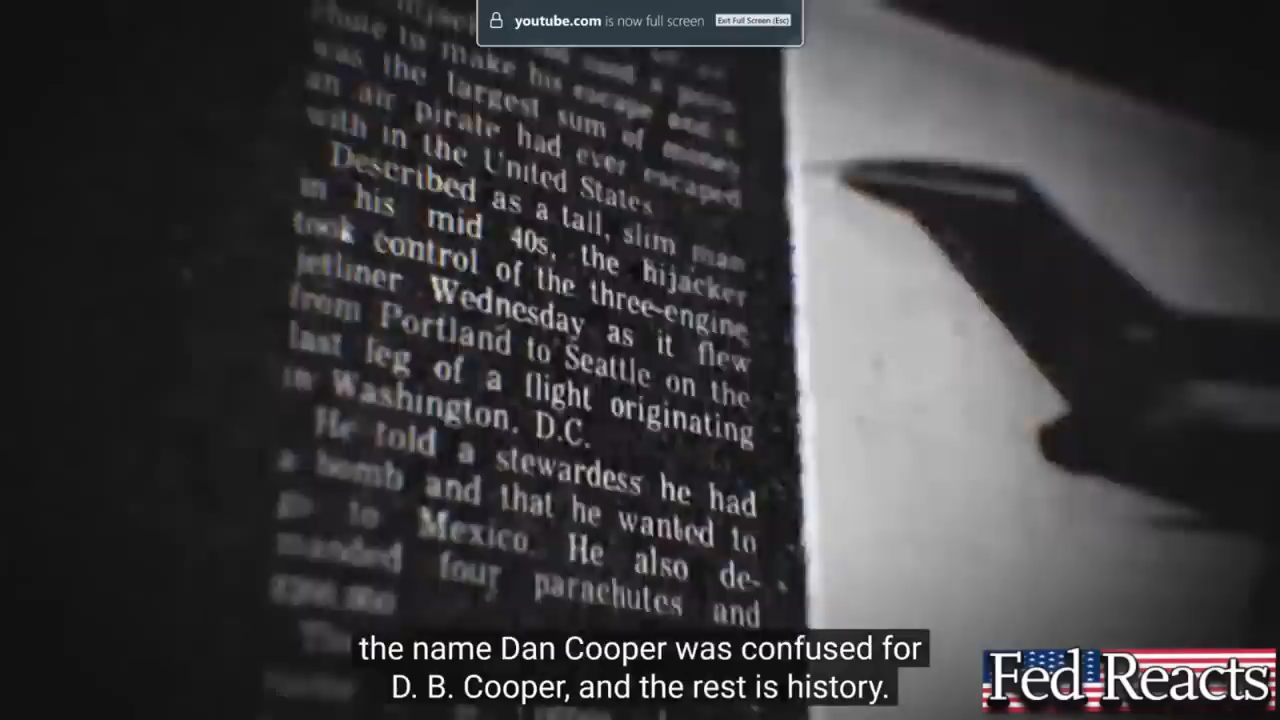 youtube.com is now full screen Exit Full Screen (Esc)
to make his escape and
was the largest sum of money
an air pirate had ever escaped
with in the United States
Described as a tall, slim man
in his mid 40s, the hijacker
took control of the three-engine
jetliner Wednesday as it flew
from Portland to Seattle on the
last leg of a flight originating
in Washington, D.C.
He told a stewardess he had
a bomb and that he wanted to
go to Mexico. He also de-
manded four parachutes and
the name Dan Cooper was confused for
D. B. Cooper, and the rest is history.
Fed Reacts